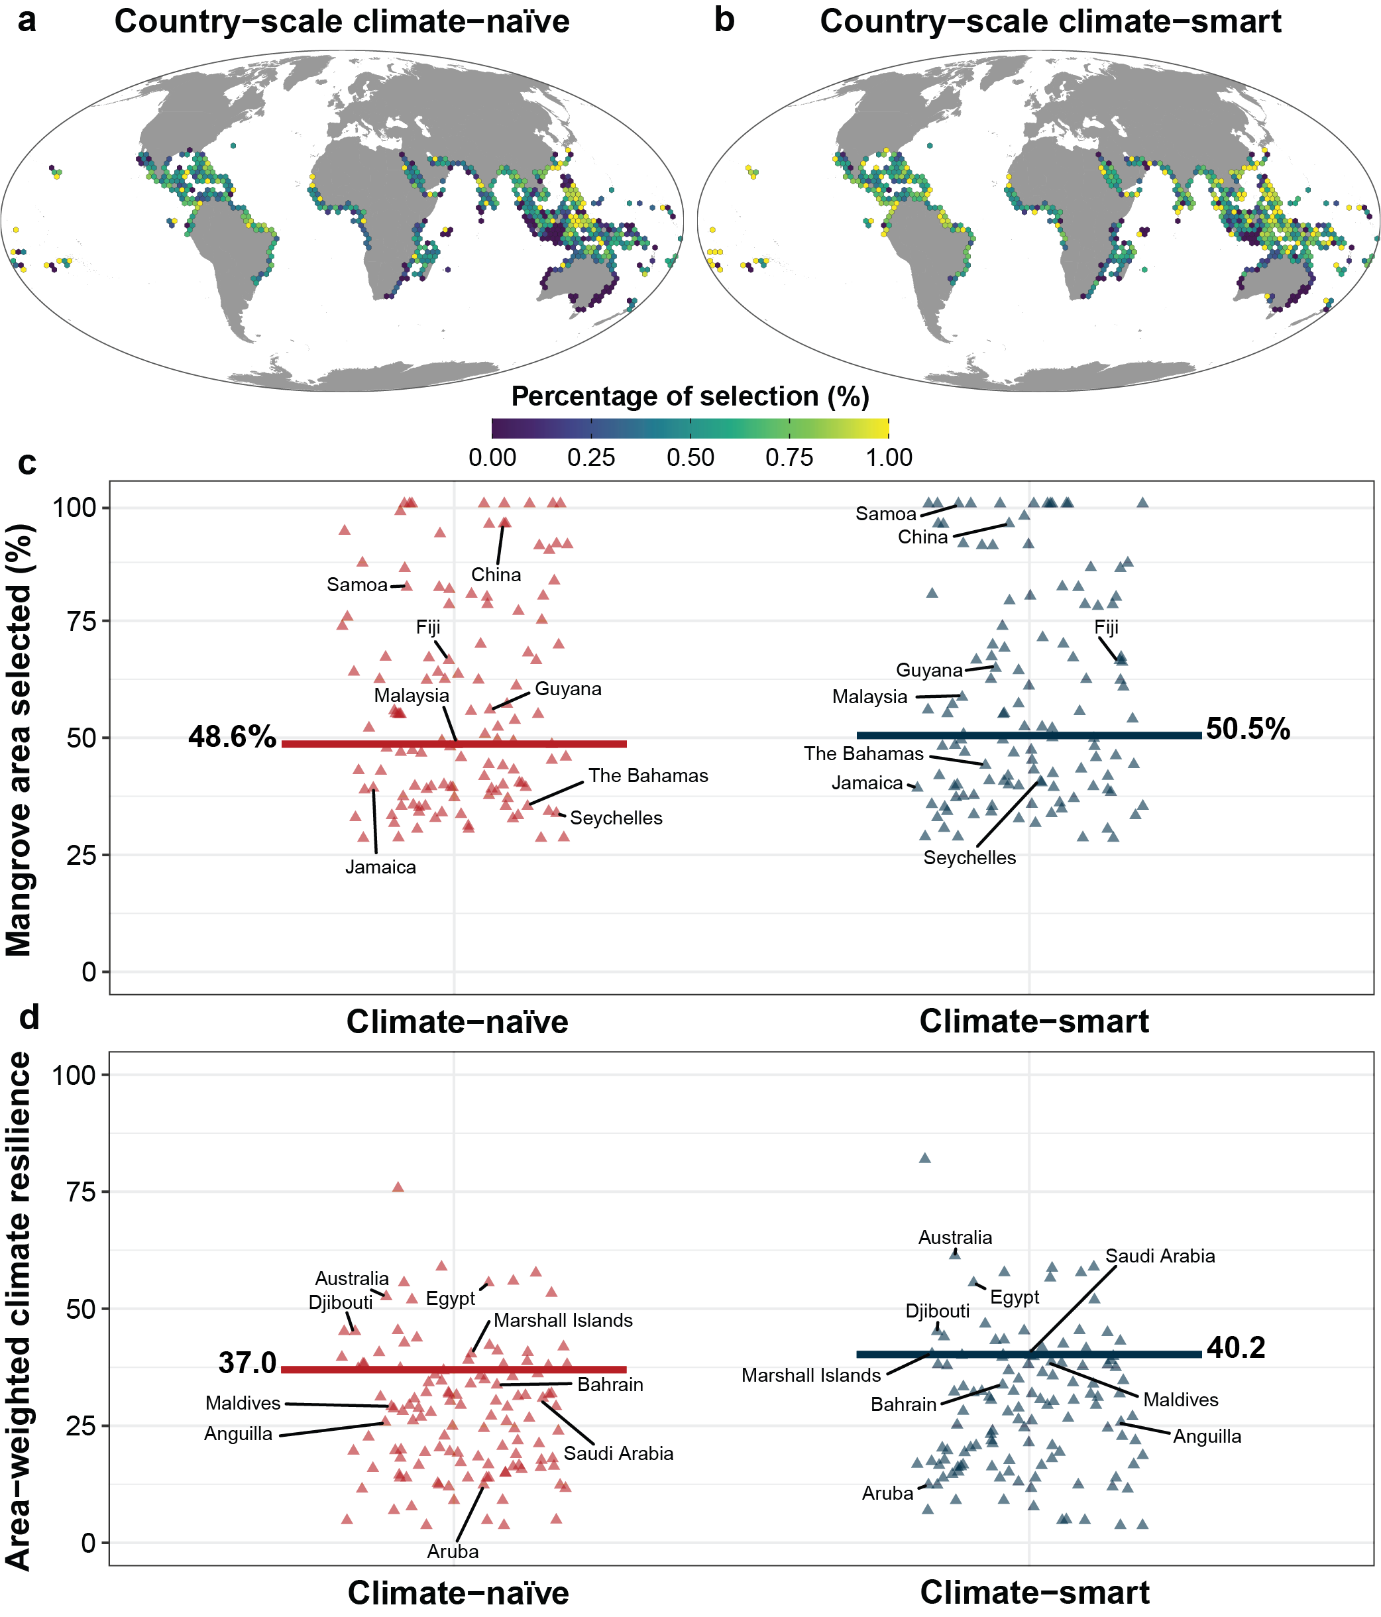 a
Country−scale climate−naïve
b
Country−scale climate−smart
Percentage of selection (%)
0.00
0.25
0.50
0.75
1.00
c
Mangrove area selected (%)
100
75
50
25
0
Samoa
China
Fiji
Malaysia
Guyana
48.6%
The Bahamas
Seychelles
Jamaica
Samoa
China
Fiji
Guyana
Malaysia
50.5%
The Bahamas
Jamaica
Seychelles
Climate−naïve
Climate−smart
d
Area−weighted climate resilience
100
75
50
25
0
Australia
Djibouti
Egypt
Marshall Islands
37.0
Bahrain
Maldives
Anguilla
Saudi Arabia
Aruba
Australia
Saudi Arabia
Egypt
Djibouti
40.2
Marshall Islands
Bahrain
Maldives
Anguilla
Aruba
Climate−naïve
Climate−smart